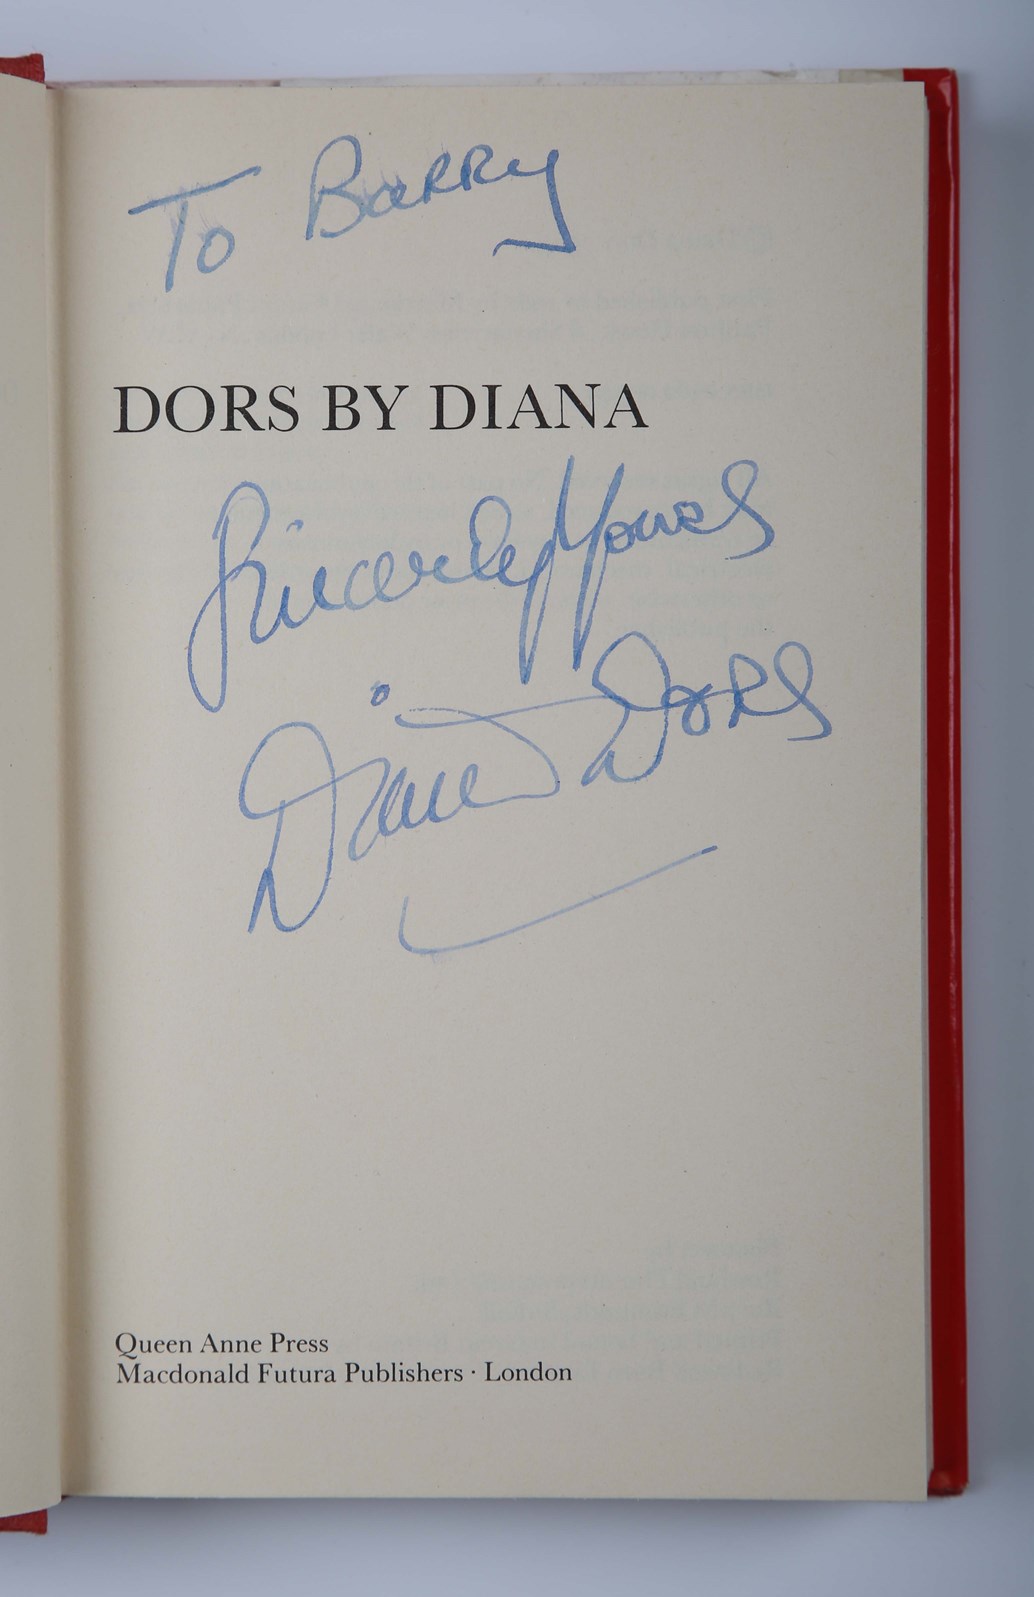 To Barry
DORS BY DIANA
Sincerely Yours
Diana Dors
Queen Anne Press
Macdonald Futura Publishers · London